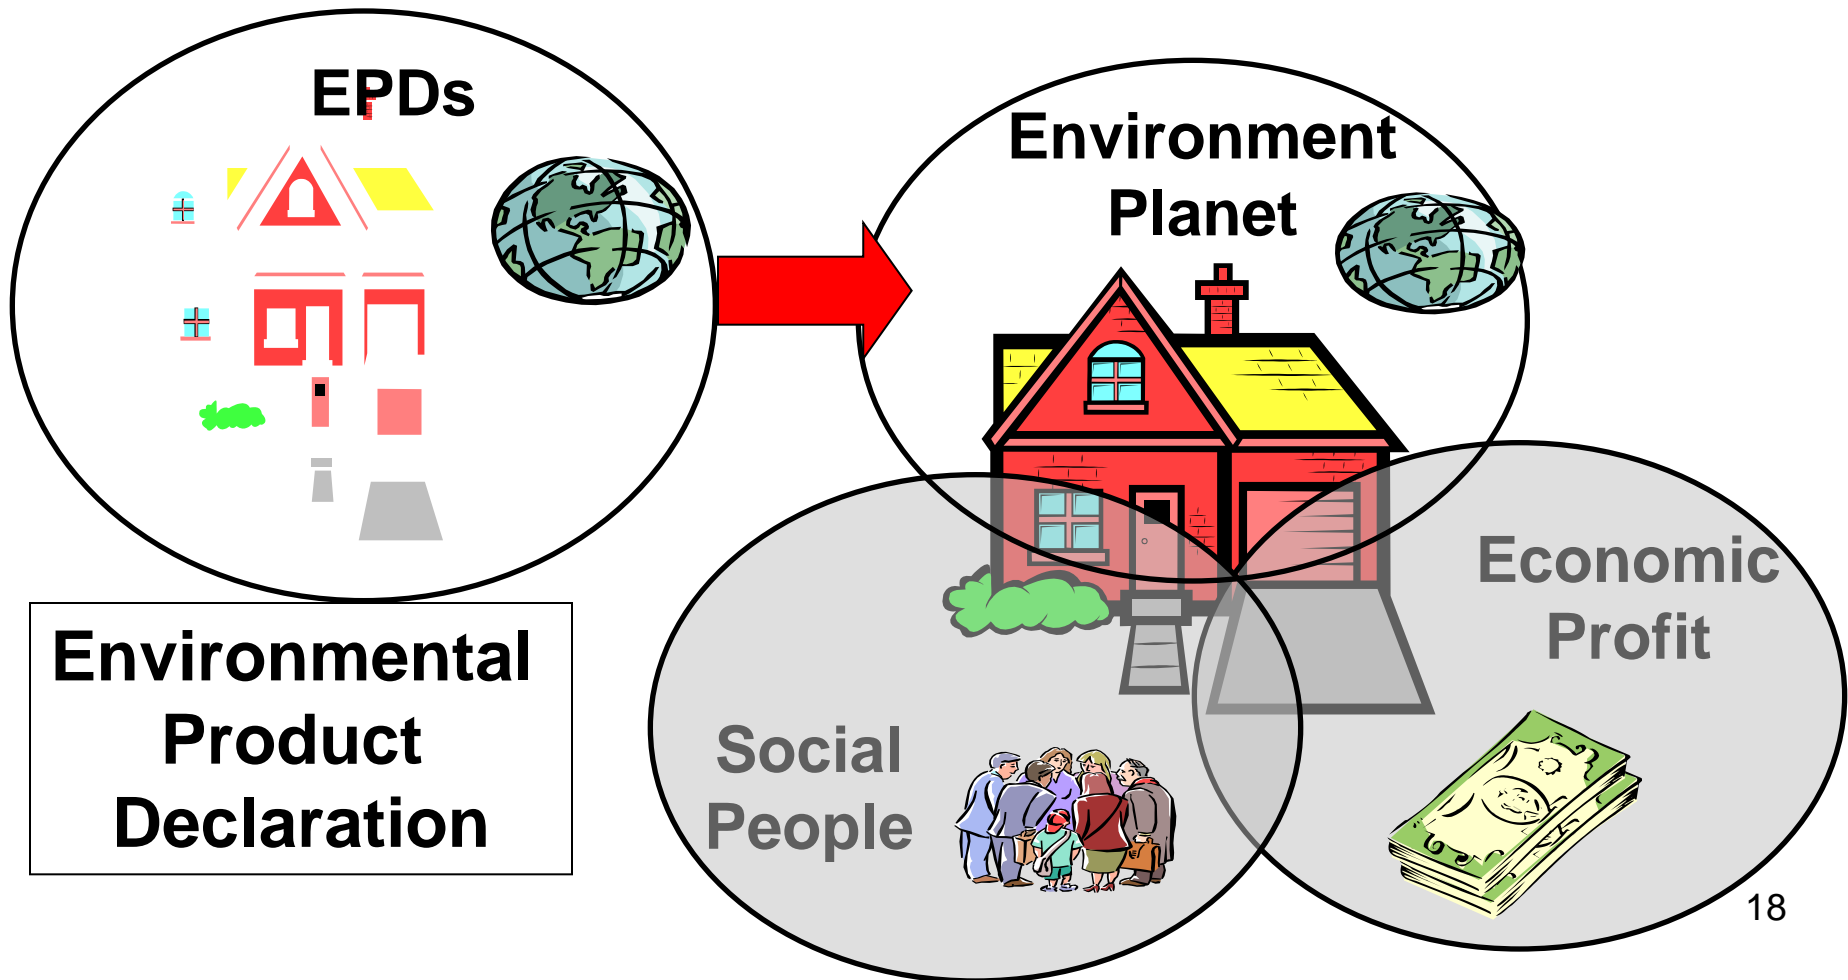 EPDs
Environment
Planet
Environmental
Product
Declaration
Social
People
Economic
Profit
18